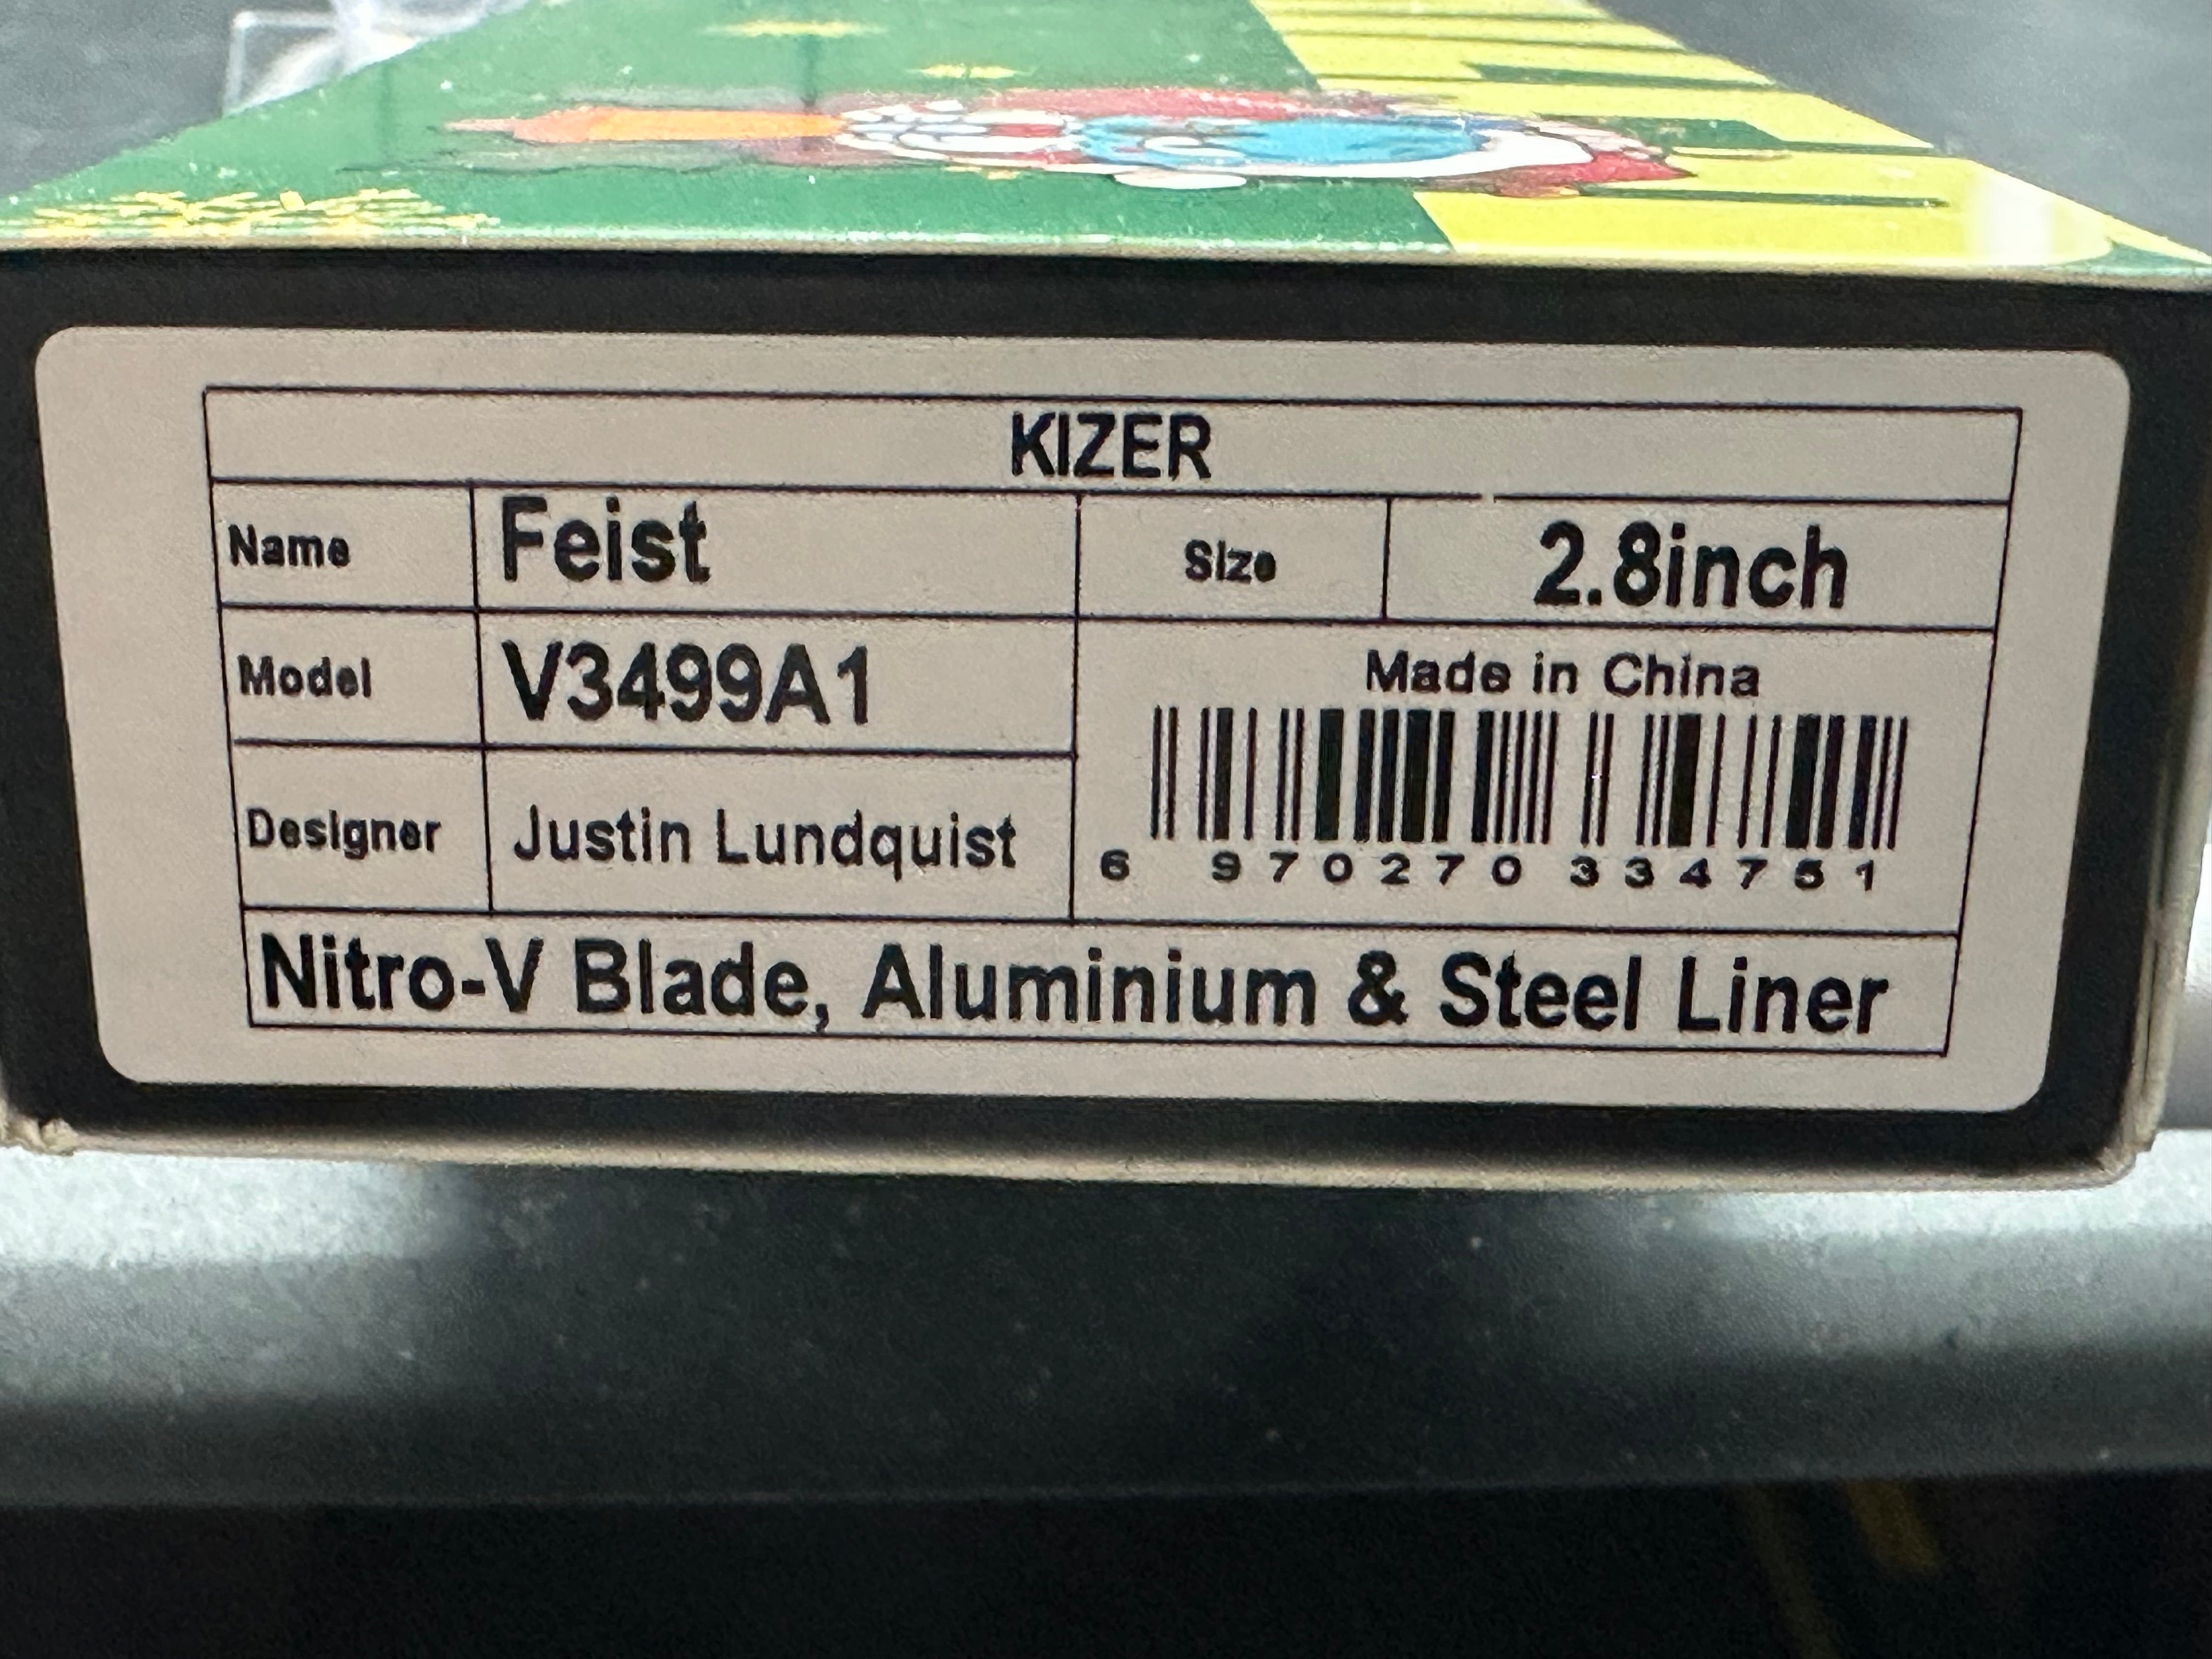 KIZER
Name Feist Size 2.8inch
Model V3499A1 Made in China
Designer Justin Lundquist 6 970270 334751
Nitro-V Blade, Aluminium & Steel Liner